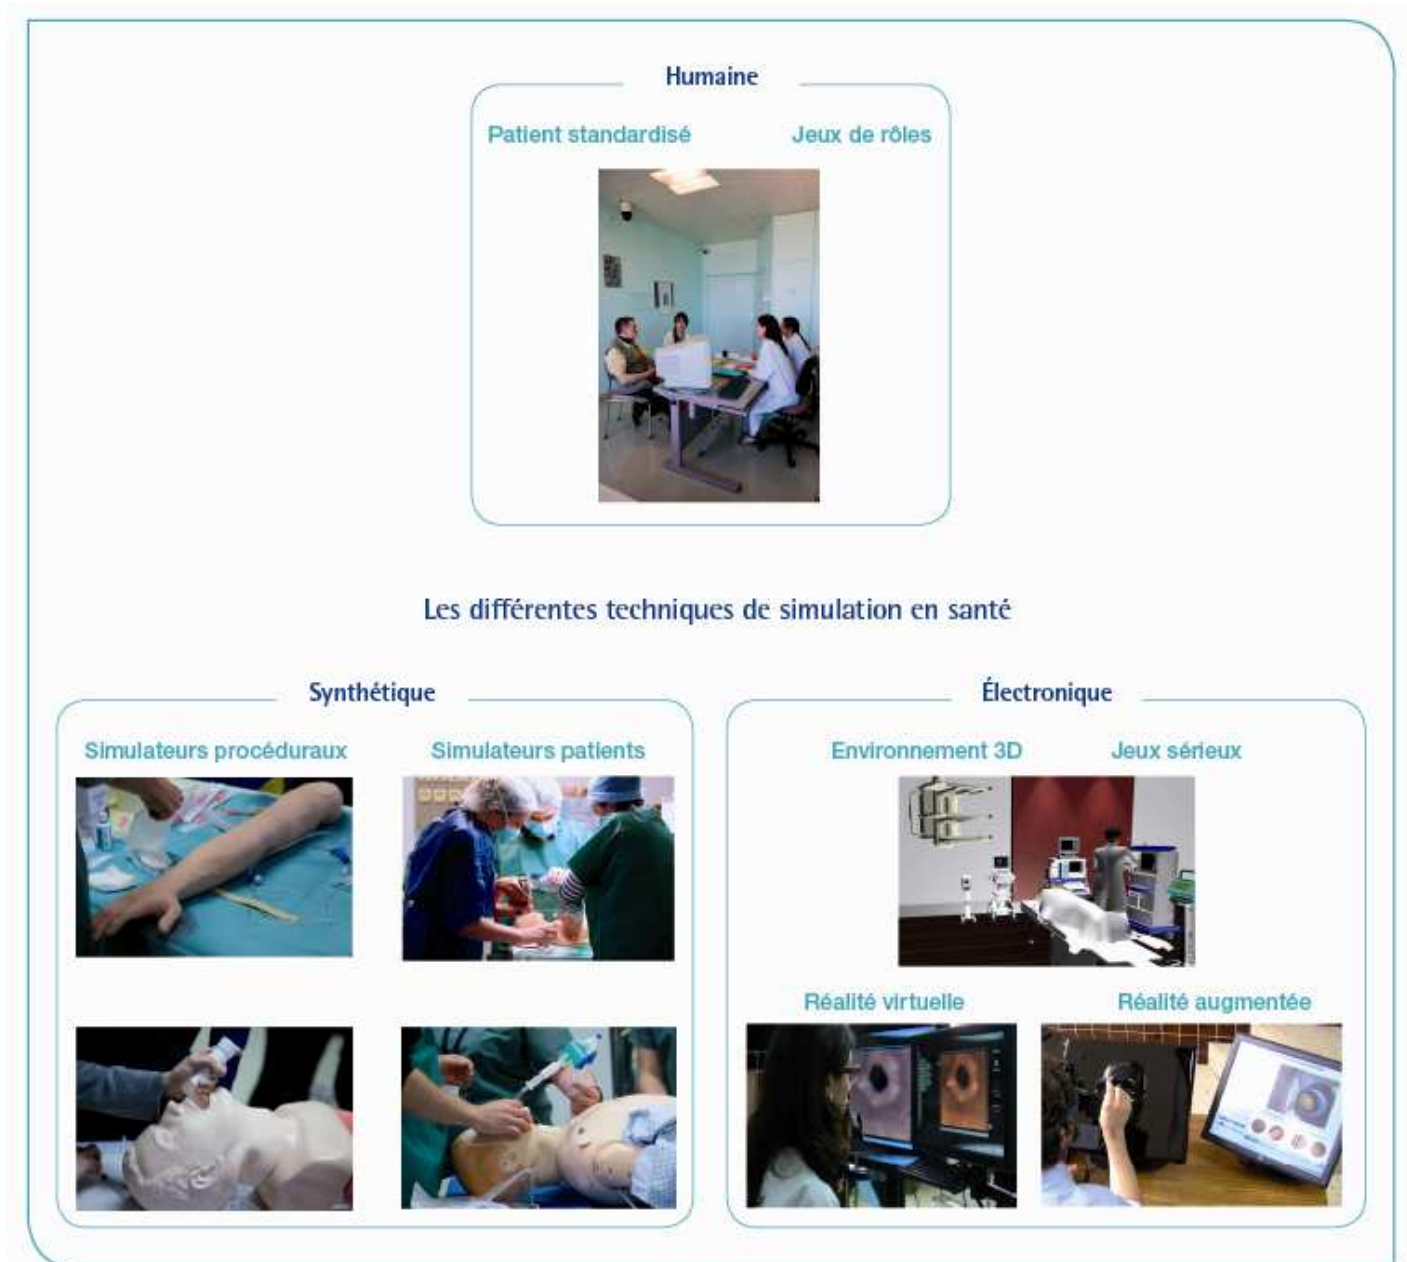 Humaine
Patient standardisé Jeux de rôles
Les différentes techniques de simulation en santé
Synthétique
Simulateurs procéduraux Simulateurs patients
Électronique
Environnement 3D Jeux sérieux
Réalité virtuelle Réalité augmentée